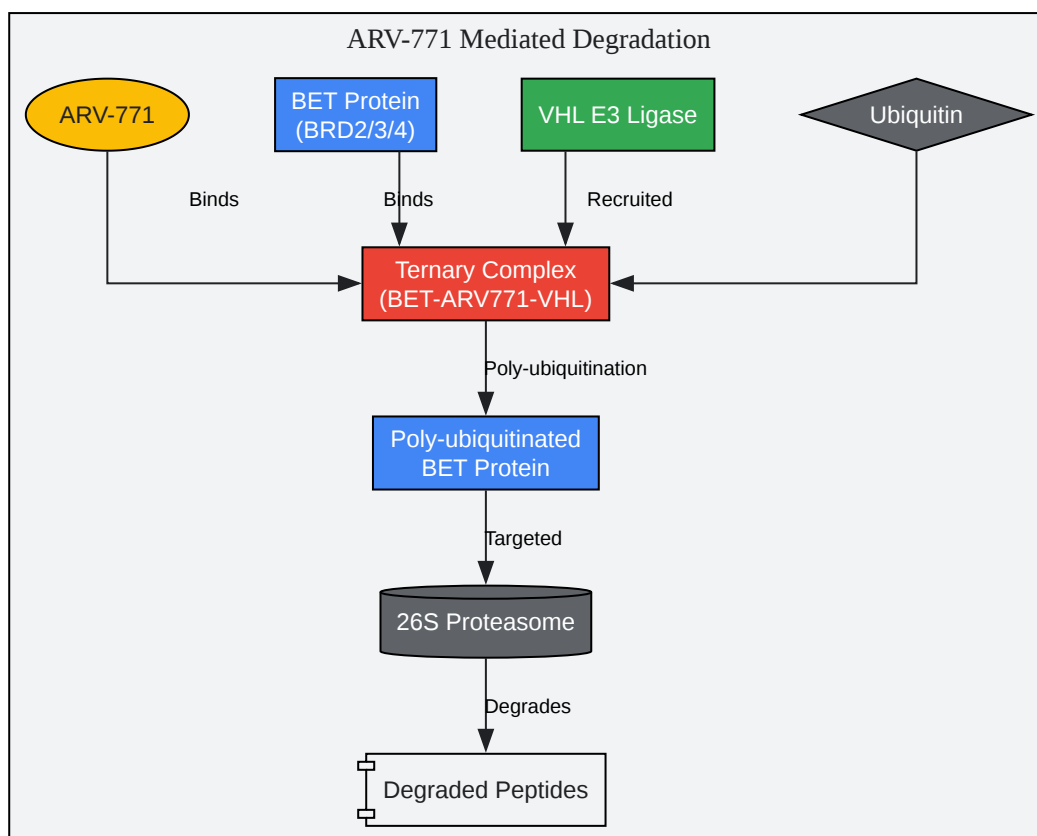 ARV-771 Mediated Degradation
ARV-771
BET Protein
(BRD2/3/4)
VHL E3 Ligase
Ubiquitin
Binds
Binds
Recruited
Ternary Complex
(BET-ARV771-VHL)
Poly-ubiquitination
Poly-ubiquitinated
BET Protein
Targeted
26S Proteasome
Degrades
Degraded Peptides